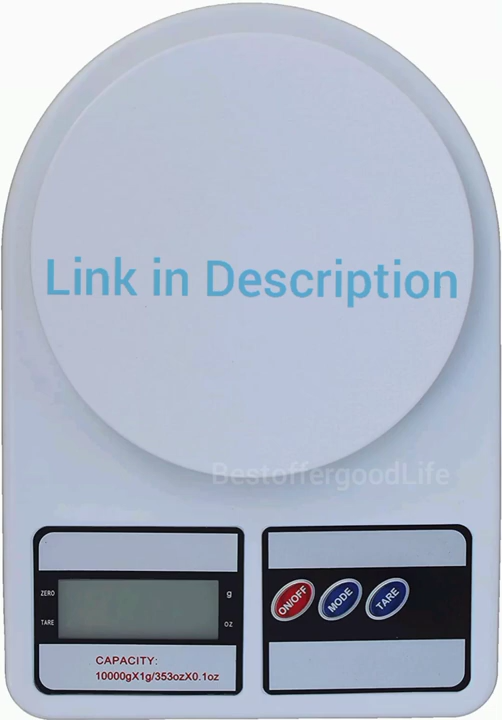 Link in Description
BestoffergoodLife
ZERO
g
TARE
OZ
ON/OFF
MODE
TARE
CAPACITY:
10000gX1g/353ozX0.1oz